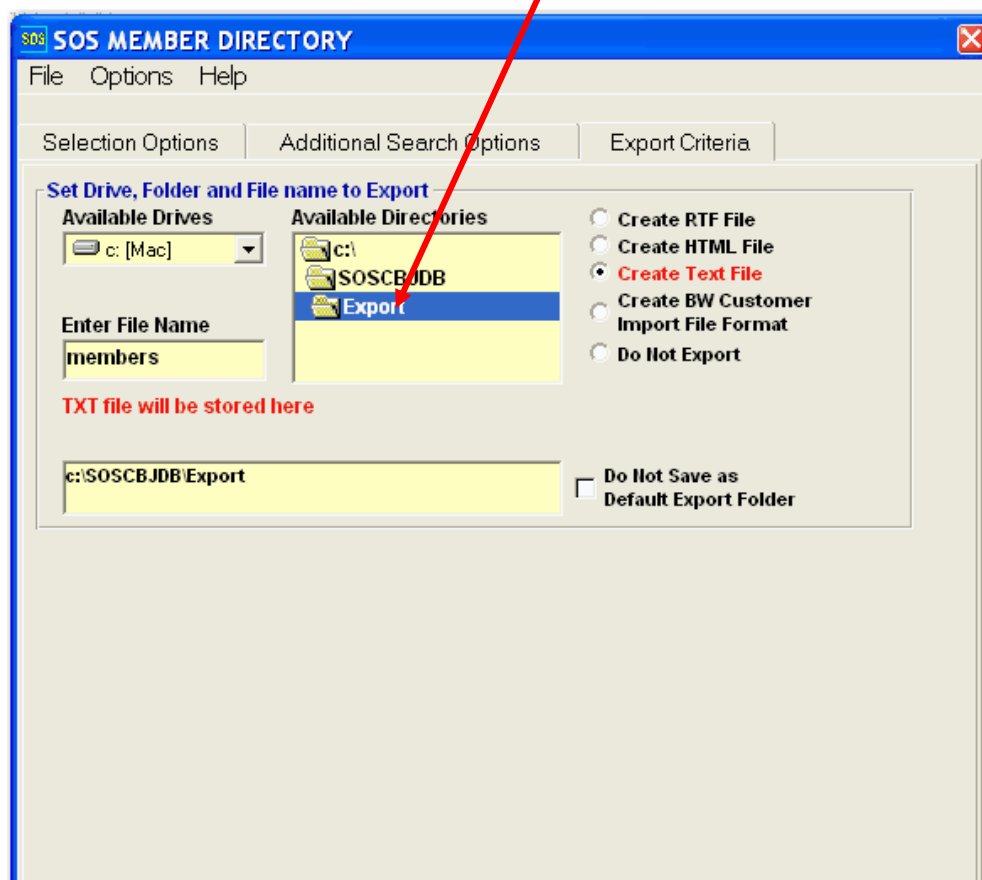 SOS SOS MEMBER DIRECTORY
File Options Help
Selection Options Additional Search Options Export Criteria
Set Drive, Folder and File name to Export
Available Drives
c: [Mac]
Enter File Name
members
TXT file will be stored here
Available Directories
c:\
SOSCBJDB
Export
Create RTF File
Create HTML File
Create Text File
Create BW Customer
Import File Format
Do Not Export
c:\SOSCBJDB\Export
Do Not Save as
Default Export Folder